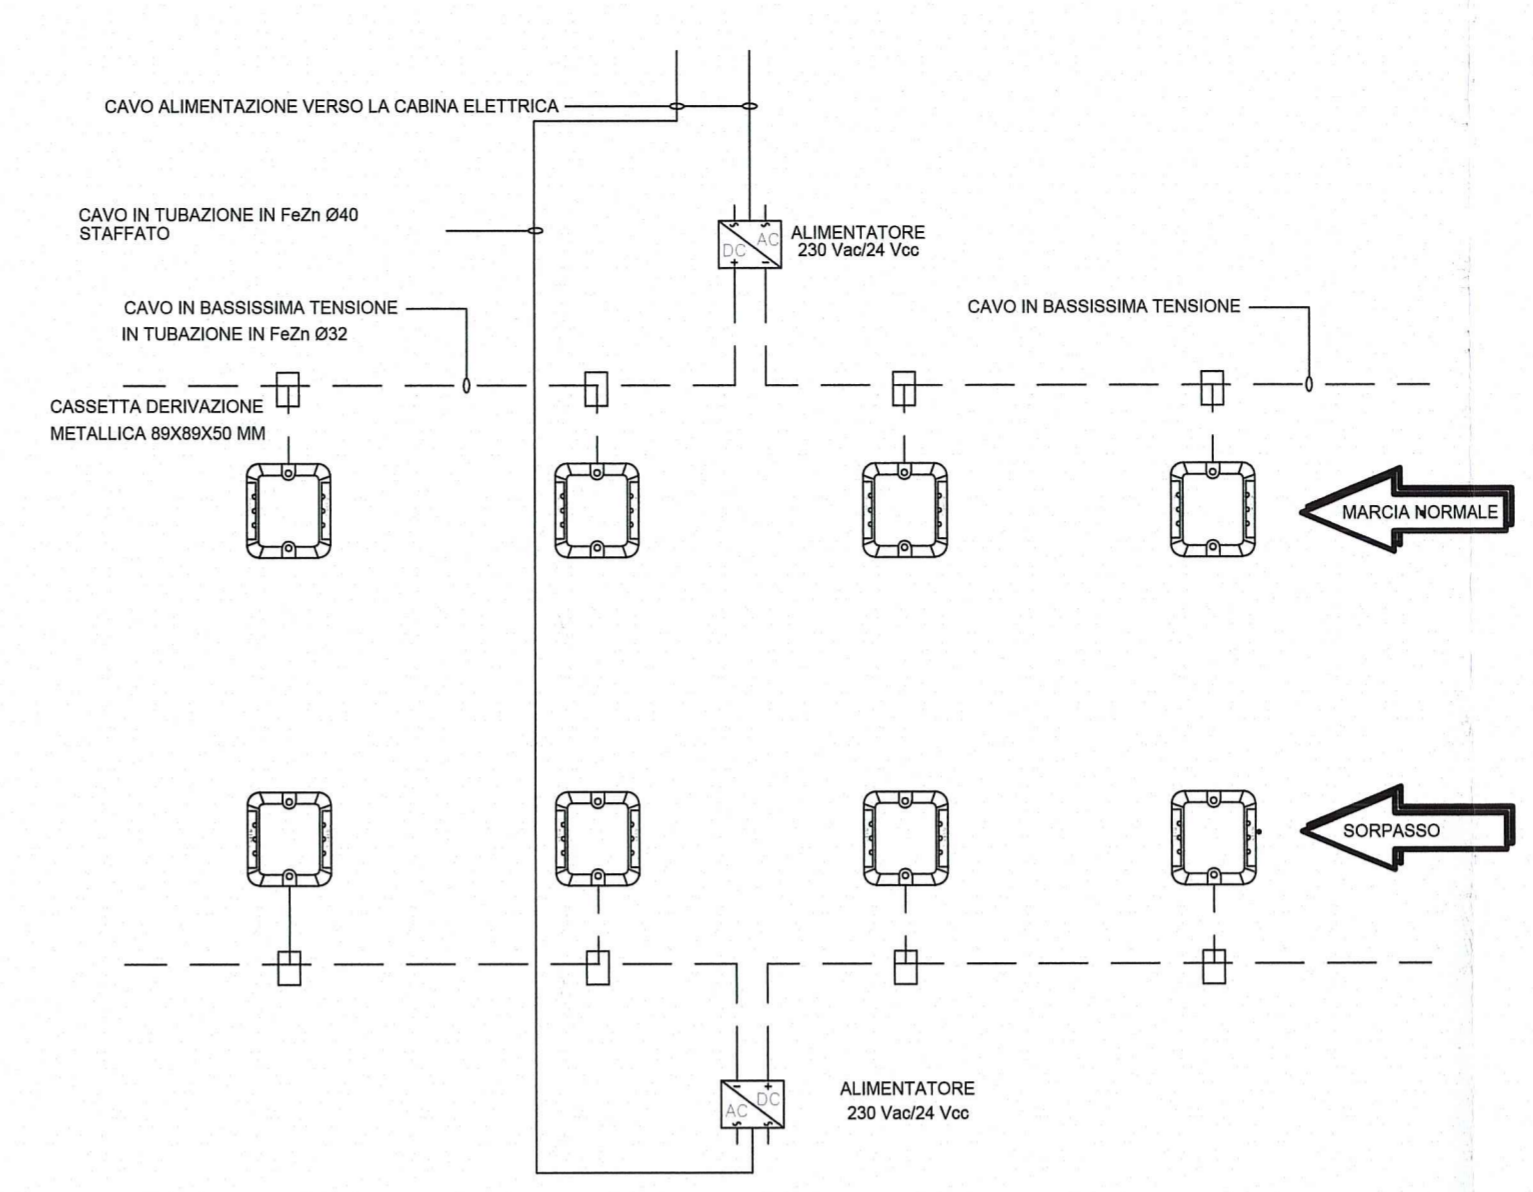 CAVO ALIMENTAZIONE VERSO LA CABINA ELETTRICA
CAVO IN TUBAZIONE IN FeZn Ø40
STAFFATO
ALIMENTATORE
230 Vac/24 Vcc
DC
AC
+
-
CAVO IN BASSISSIMA TENSIONE
IN TUBAZIONE IN FeZn Ø32
CAVO IN BASSISSIMA TENSIONE
CASSETTA DERIVAZIONE
METALLICA 89X89X50 MM
MARCIA NORMALE
SORPASSO
-
+
AC
DC
ALIMENTATORE
230 Vac/24 Vcc